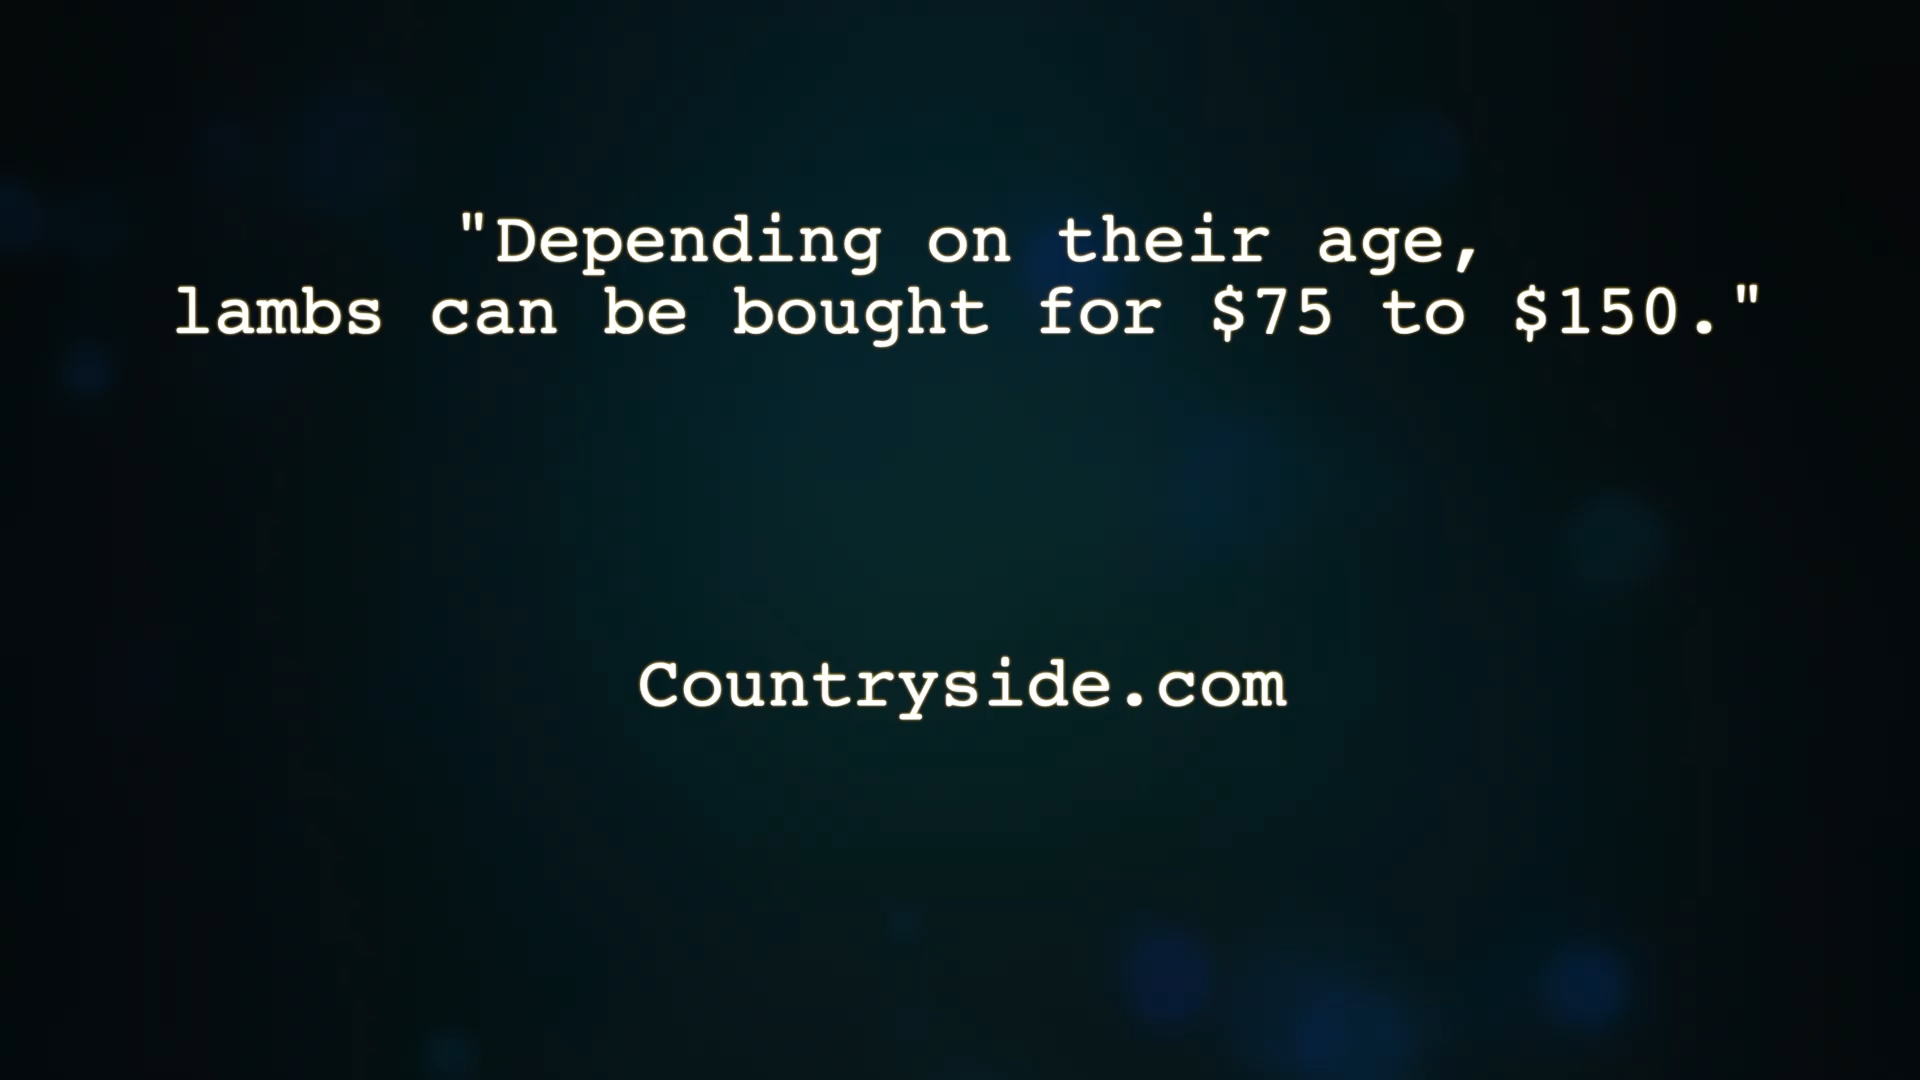 "Depending on their age,
lambs can be bought for $75 to $150."
Countryside.com